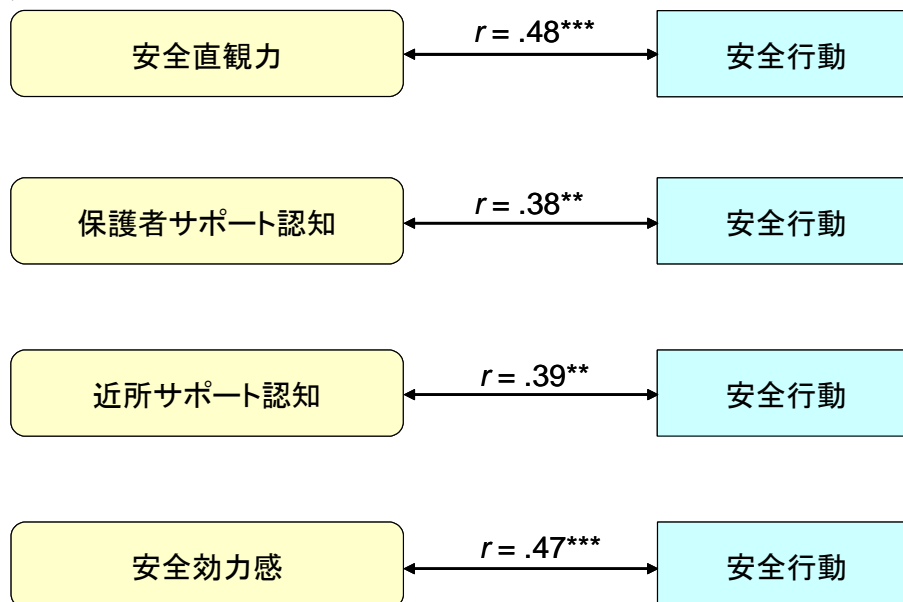 安全直観力
r = .48***
安全行動
保護者サポート認知
r = .38**
安全行動
近所サポート認知
r = .39**
安全行動
安全効力感
r = .47***
安全行動